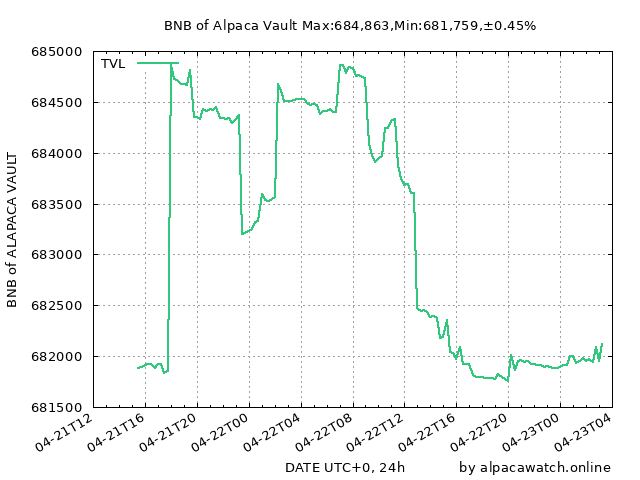 BNB of Alpaca Vault Max:684,863,Min:681,759,±0.45%
TVL
685000
684500
684000
683500
683000
682500
682000
681500
BNB of ALAPACA VAULT
04-21T12
04-21T16
04-21T20
04-22T00
04-22T04
04-22T08
04-22T12
04-22T16
04-22T20
04-23T00
04-23T04
DATE UTC+0, 24h
by alpacawatch.online